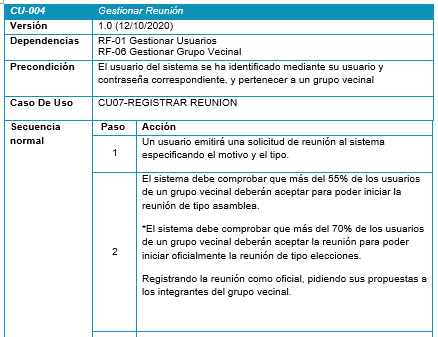 CU-004 Gestionar Reunión
Versión 1.0 (12/10/2020)
Dependencias RF-01 Gestionar Usuarios
RF-06 Gestionar Grupo Vecinal
Precondición El usuario del sistema se ha identificado mediante su usuario y
contraseña correspondiente, y pertenecer a un grupo vecinal
Caso De Uso CU07-REGISTRAR REUNION
Secuencia normal Paso Acción
1 Un usuario emitirá una solicitud de reunión al sistema
especificando el motivo y el tipo.
2 El sistema debe comprobar que más del 55% de los usuarios
de un grupo vecinal deberán aceptar para poder iniciar la
reunión de tipo asamblea.
*El sistema debe comprobar que más del 70% de los usuarios
de un grupo vecinal deberán aceptar la reunión para poder
iniciar oficialmente la reunión de tipo elecciones.
Registrando la reunión como oficial, pidiendo sus propuestas a
los integrantes del grupo vecinal.